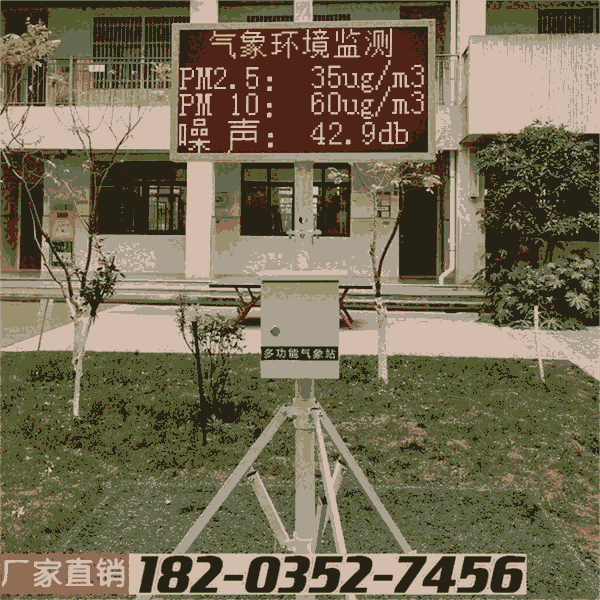 气象环境监测
PM2.5: 35ug/m3
PM 10: 60ug/m3
噪 声: 42.9db
多功能气象站
厂家直销 182-0352-7456